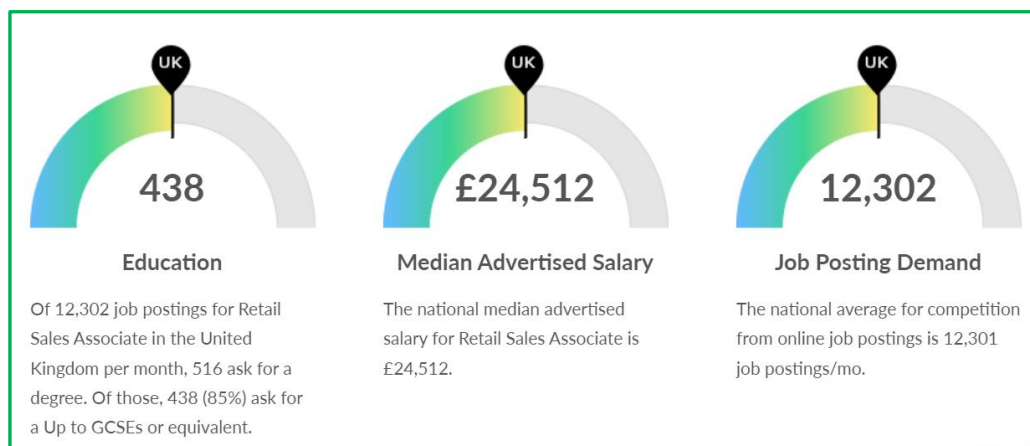 UK
438
Education
Of 12,302 job postings for Retail
Sales Associate in the United
Kingdom per month, 516 ask for a
degree. Of those, 438 (85%) ask for
a Up to GCSEs or equivalent.
UK
£24,512
Median Advertised Salary
The national median advertised
salary for Retail Sales Associate is
£24,512.
UK
12,302
Job Posting Demand
The national average for competition
from online job postings is 12,301
job postings/mo.